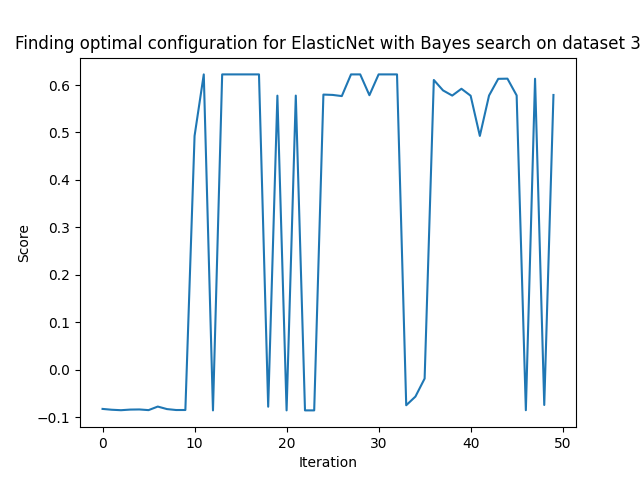 Finding optimal configuration for ElasticNet with Bayes search on dataset 3
0.6
0.5
0.4
0.3
0.2
0.1
0.0
−0.1
Score
0 10 20 30 40 50
Iteration